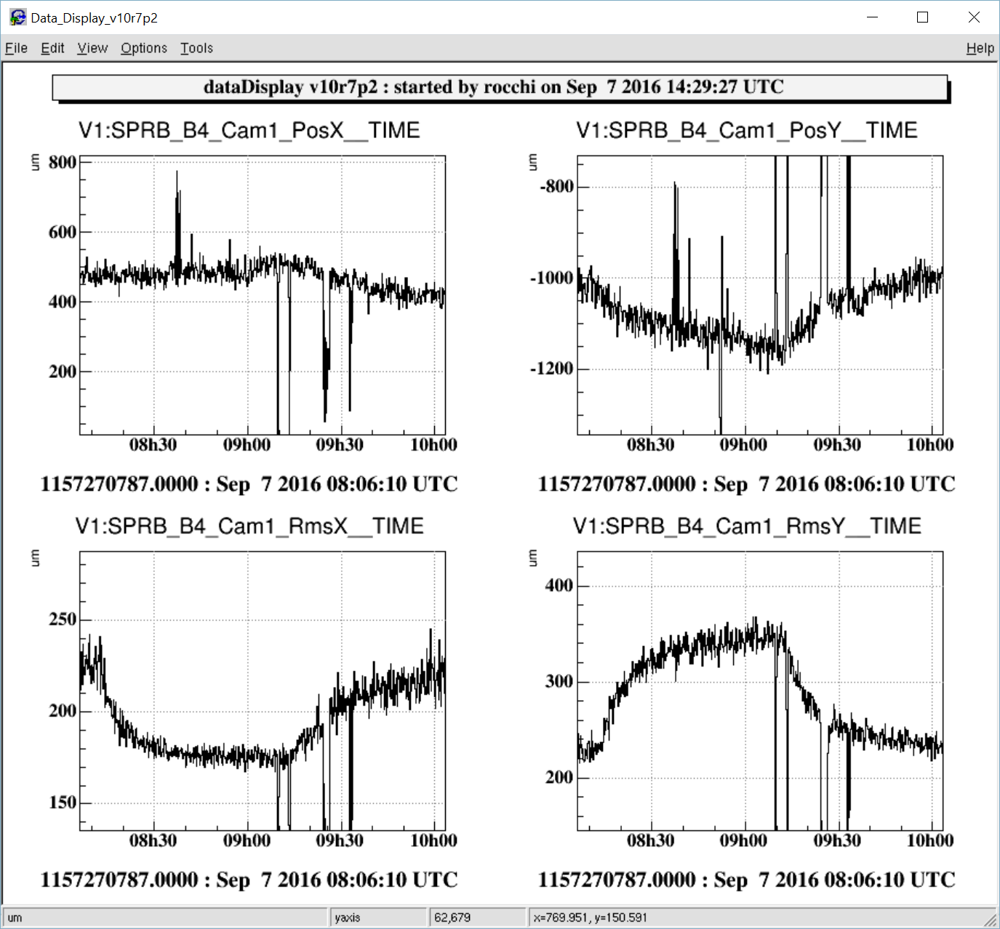 Data_Display_v10r7p2
File Edit View Options Tools Help
dataDisplay v10r7p2 : started by rocchi on Sep 7 2016 14:29:27 UTC
V1:SPRB_B4_Cam1_PosX__TIME
um
800
600
400
200
08h30 09h00 09h30 10h00
1157270787.0000 : Sep 7 2016 08:06:10 UTC
V1:SPRB_B4_Cam1_PosY__TIME
um
-800
-1000
-1200
08h30 09h00 09h30 10h00
1157270787.0000 : Sep 7 2016 08:06:10 UTC
V1:SPRB_B4_Cam1_RmsX__TIME
um
250
200
150
08h30 09h00 09h30 10h00
1157270787.0000 : Sep 7 2016 08:06:10 UTC
V1:SPRB_B4_Cam1_RmsY__TIME
um
400
300
200
08h30 09h00 09h30 10h00
1157270787.0000 : Sep 7 2016 08:06:10 UTC
um yaxis 62,679 x=769.951, y=150.591